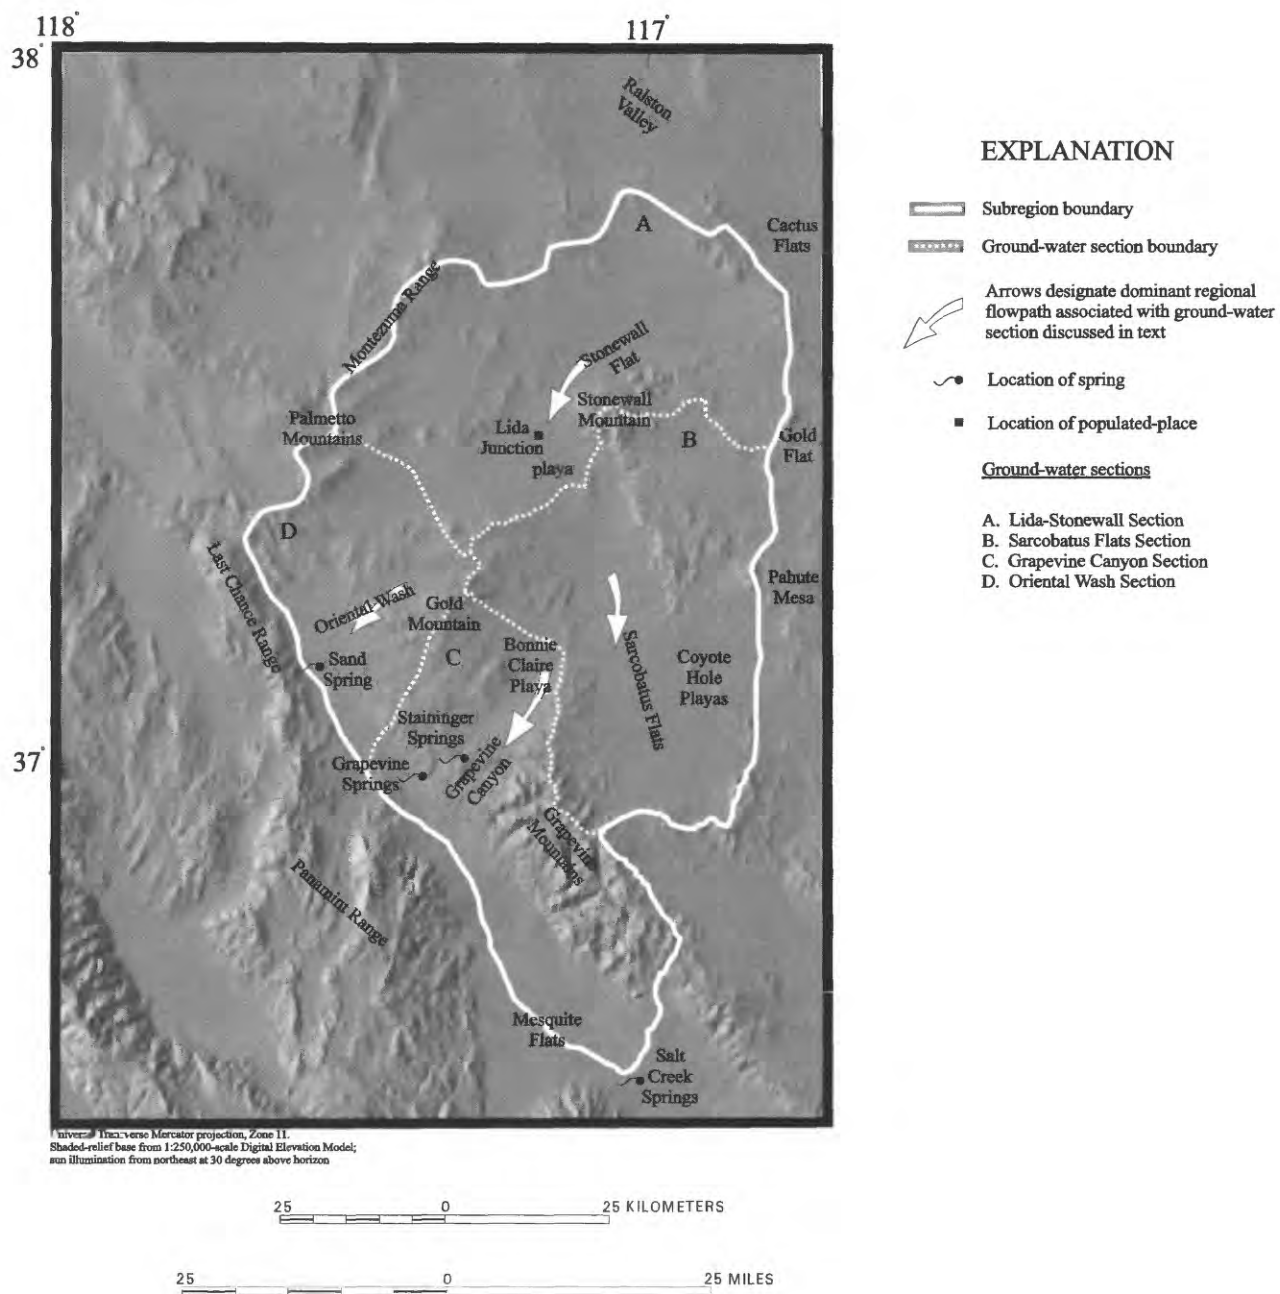 118°
117°
38°
37°
Ralston
Valley
A
Cactus
Flats
Montezuma Range
Stonewall
Flat
Stonewall
Mountain
Palmetto
Mountains
Lida
Junction
playa
B
Gold
Flat
D
Last Chance Range
Oriental Wash
Gold
Mountain
Pahute
Mesa
Bonnie
Claire
Playa
C
Sand
Spring
Sarcobatus Flats
Coyote
Hole
Playas
Staininger
Springs
Grapevine
Springs
Grapevine
Canyon
Grapevine
Mountains
Panamint Range
Mesquite
Flats
Salt
Creek
Springs
EXPLANATION
Subregion boundary
Ground-water section boundary
Arrows designate dominant regional
flowpath associated with ground-water
section discussed in text
Location of spring
Location of populated-place
Ground-water sections
A. Lida-Stonewall Section
B. Sarcobatus Flats Section
C. Grapevine Canyon Section
D. Oriental Wash Section
Universal Transverse Mercator projection, Zone 11.
Shaded-relief base from 1:250,000-scale Digital Elevation Model;
sun illumination from northeast at 30 degrees above horizon
25 0 25 KILOMETERS
25 0 25 MILES